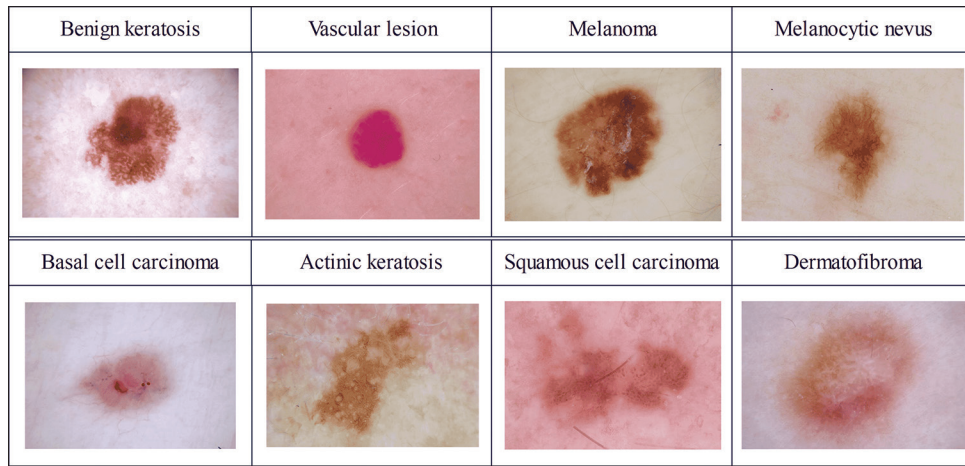 Benign keratosis
Vascular lesion
Melanoma
Melanocytic nevus
Basal cell carcinoma
Actinic keratosis
Squamous cell carcinoma
Dermatofibroma